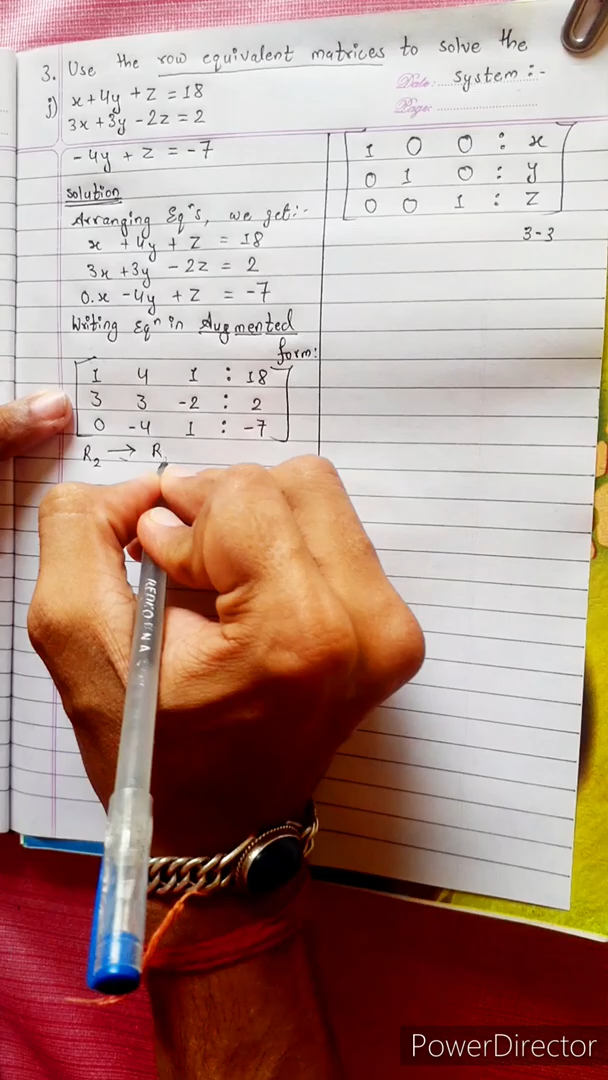 3. Use the row equivalent matrices to solve the
system :-
Date:
Page:
i) x + 4y + z = 18
3x + 3y - 2z = 2
- 4y + z = -7
solution
Arranging Eqⁿs, we get:-
x + 4y + z = 18
3x + 3y - 2z = 2
0.x - 4y + z = -7
Writing Eqⁿ in Augmented
form:
1 4 1 : 18
3 3 -2 : 2
0 -4 1 : -7
R₂ → R
1 0 0 : x
0 1 0 : y
0 0 1 : z
3-3
PowerDirector